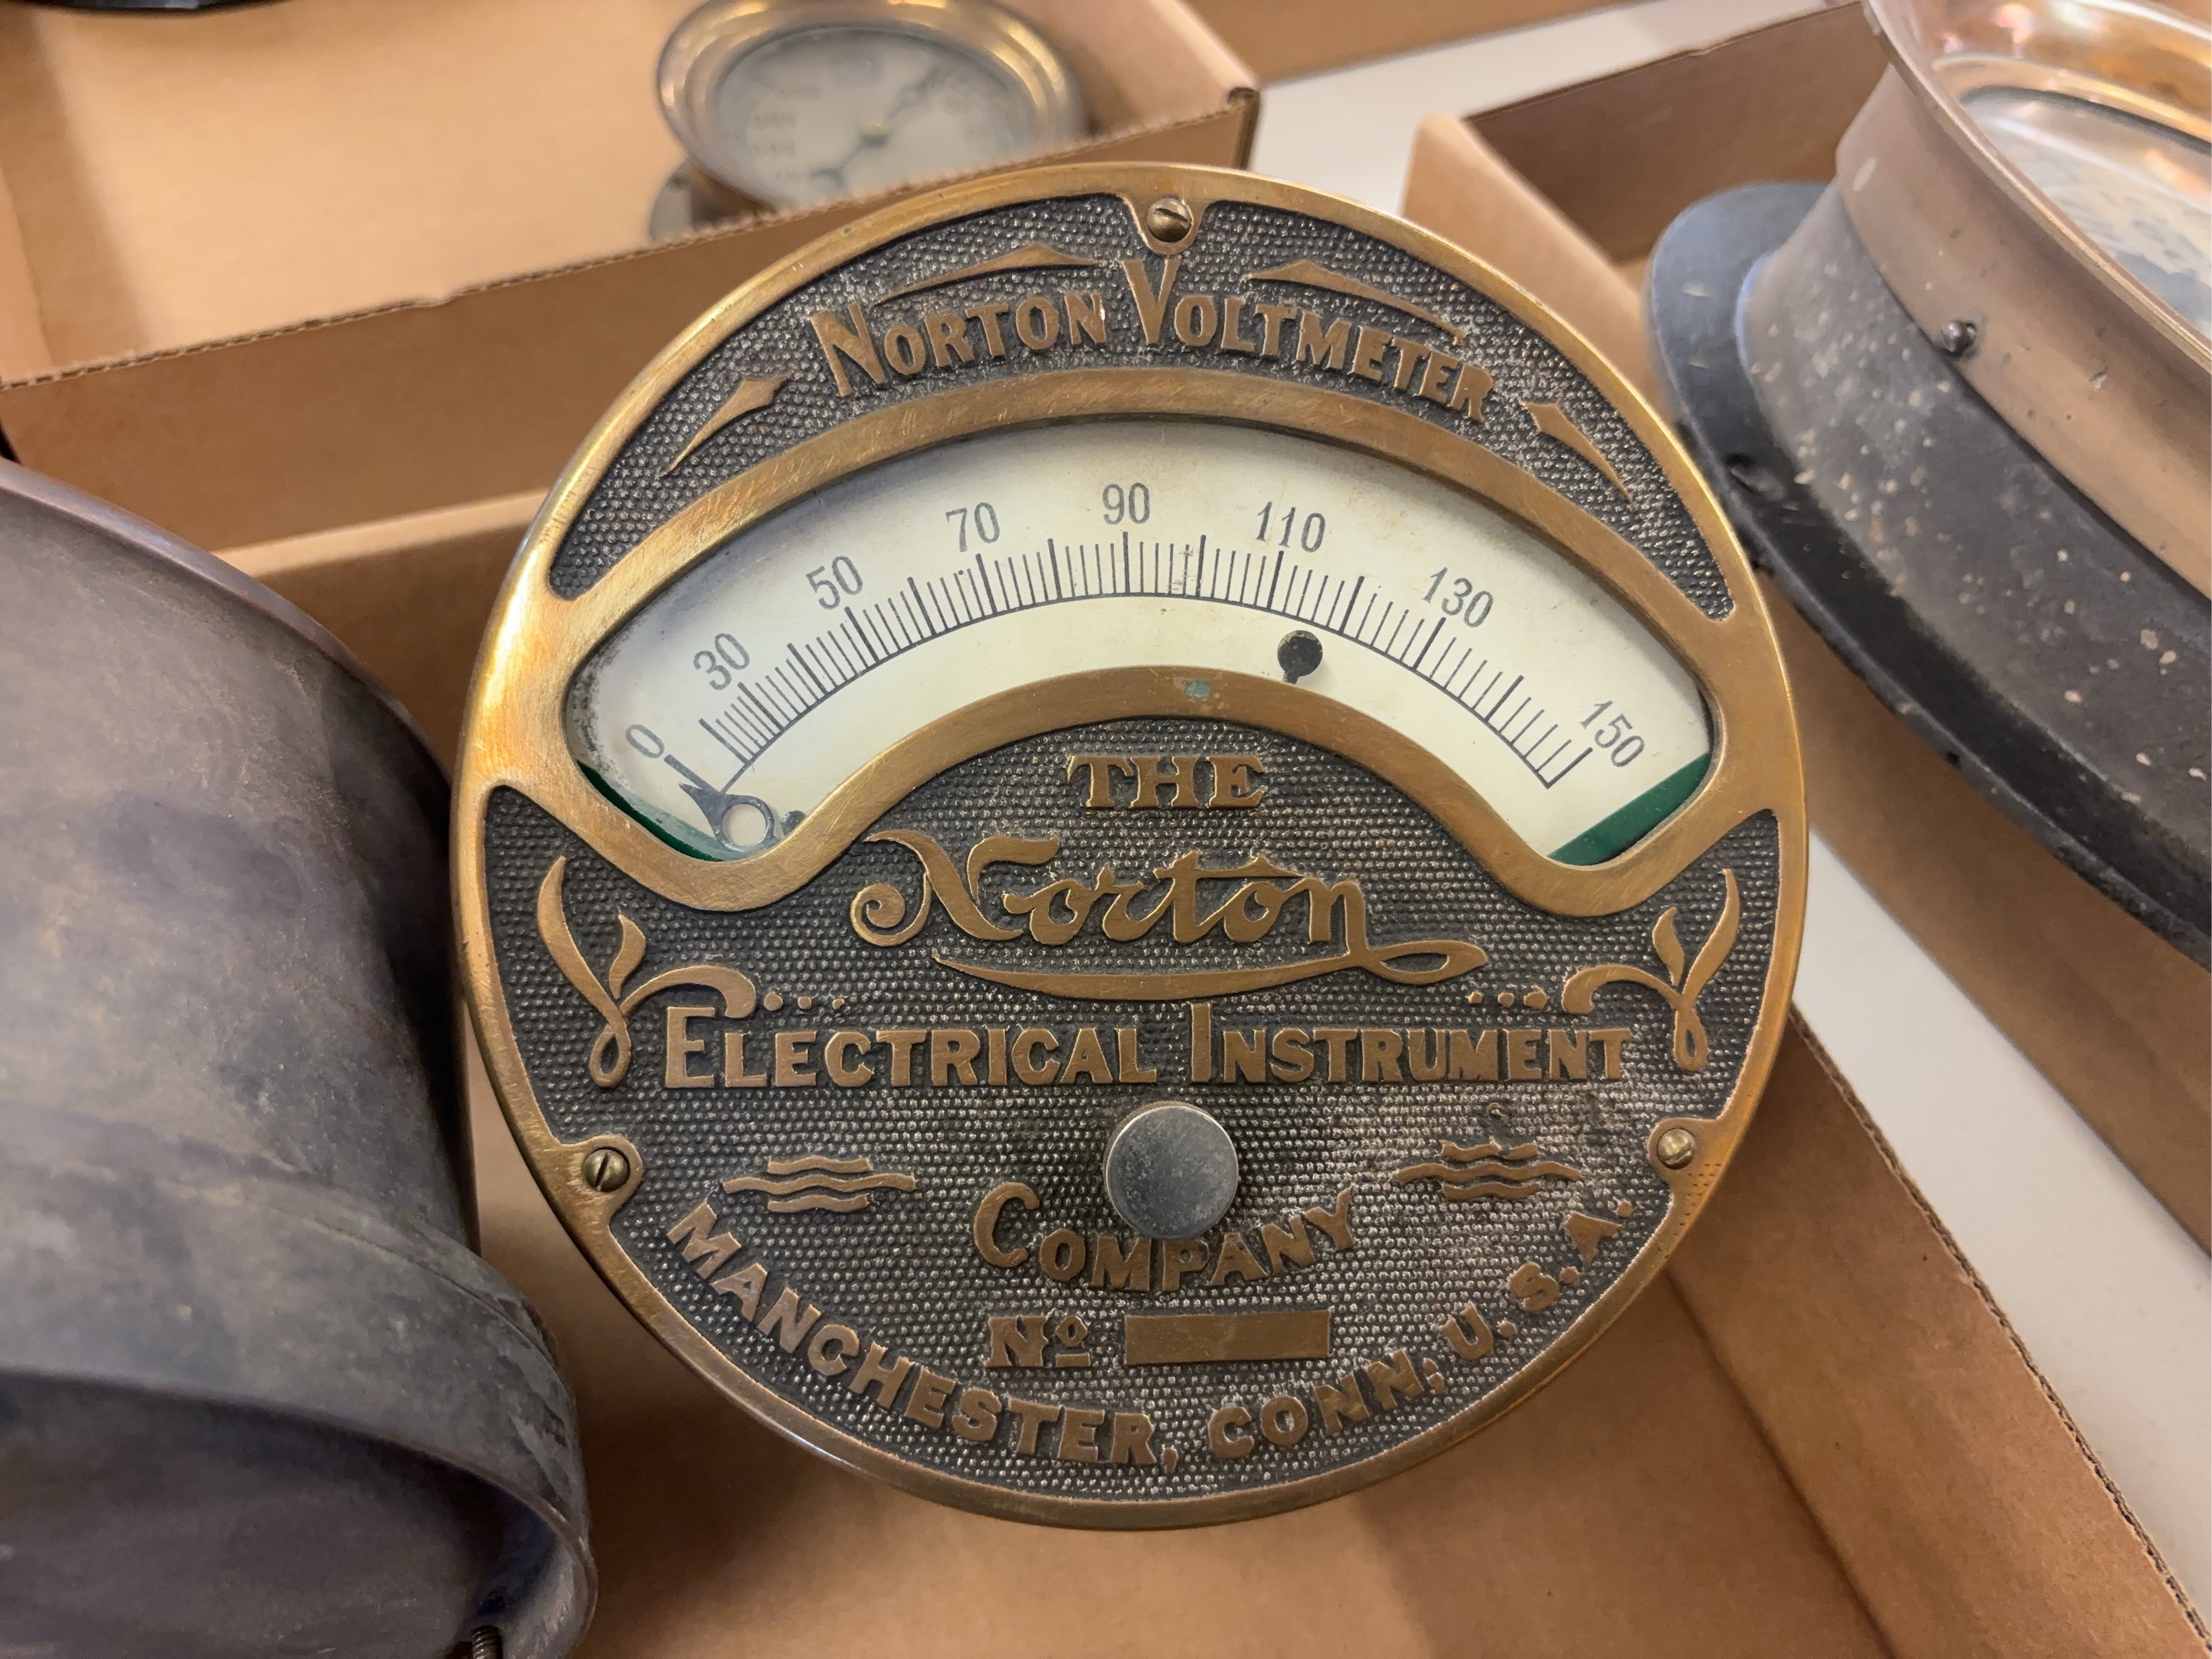 NORTON VOLTMETER
0 30 50 70 90 110 130 150
THE
Norton
ELECTRICAL INSTRUMENT
COMPANY
Nº
MANCHESTER, CONN; U.S.A.